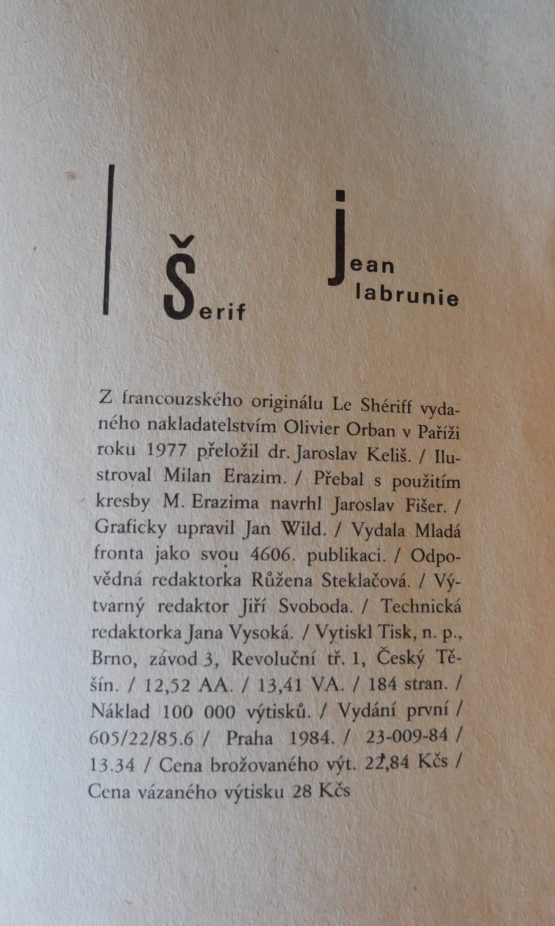 Šerif
jean
labrunie
Z francouzského originálu Le Shériff vyda-
ného nakladatelstvím Olivier Orban v Paříži
roku 1977 přeložil dr. Jaroslav Keliš. / Ilu-
stroval Milan Erazim. / Přebal s použitím
kresby M. Erazima navrhl Jaroslav Fišer. /
Graficky upravil Jan Wild. / Vydala Mladá
fronta jako svou 4606. publikaci. / Odpo-
vědná redaktorka Růžena Steklačová. / Vý-
tvarný redaktor Jiří Svoboda. / Technická
redaktorka Jana Vysoká. / Vytiskl Tisk, n. p.,
Brno, závod 3, Revoluční tř. 1, Český Tě-
šín. / 12,52 AA. / 13,41 VA. / 184 stran. /
Náklad 100 000 výtisků. / Vydání první /
605/22/85.6 / Praha 1984. / 23-009-84 /
13.34 / Cena brožovaného výt. 22,84 Kčs /
Cena vázaného výtisku 28 Kčs